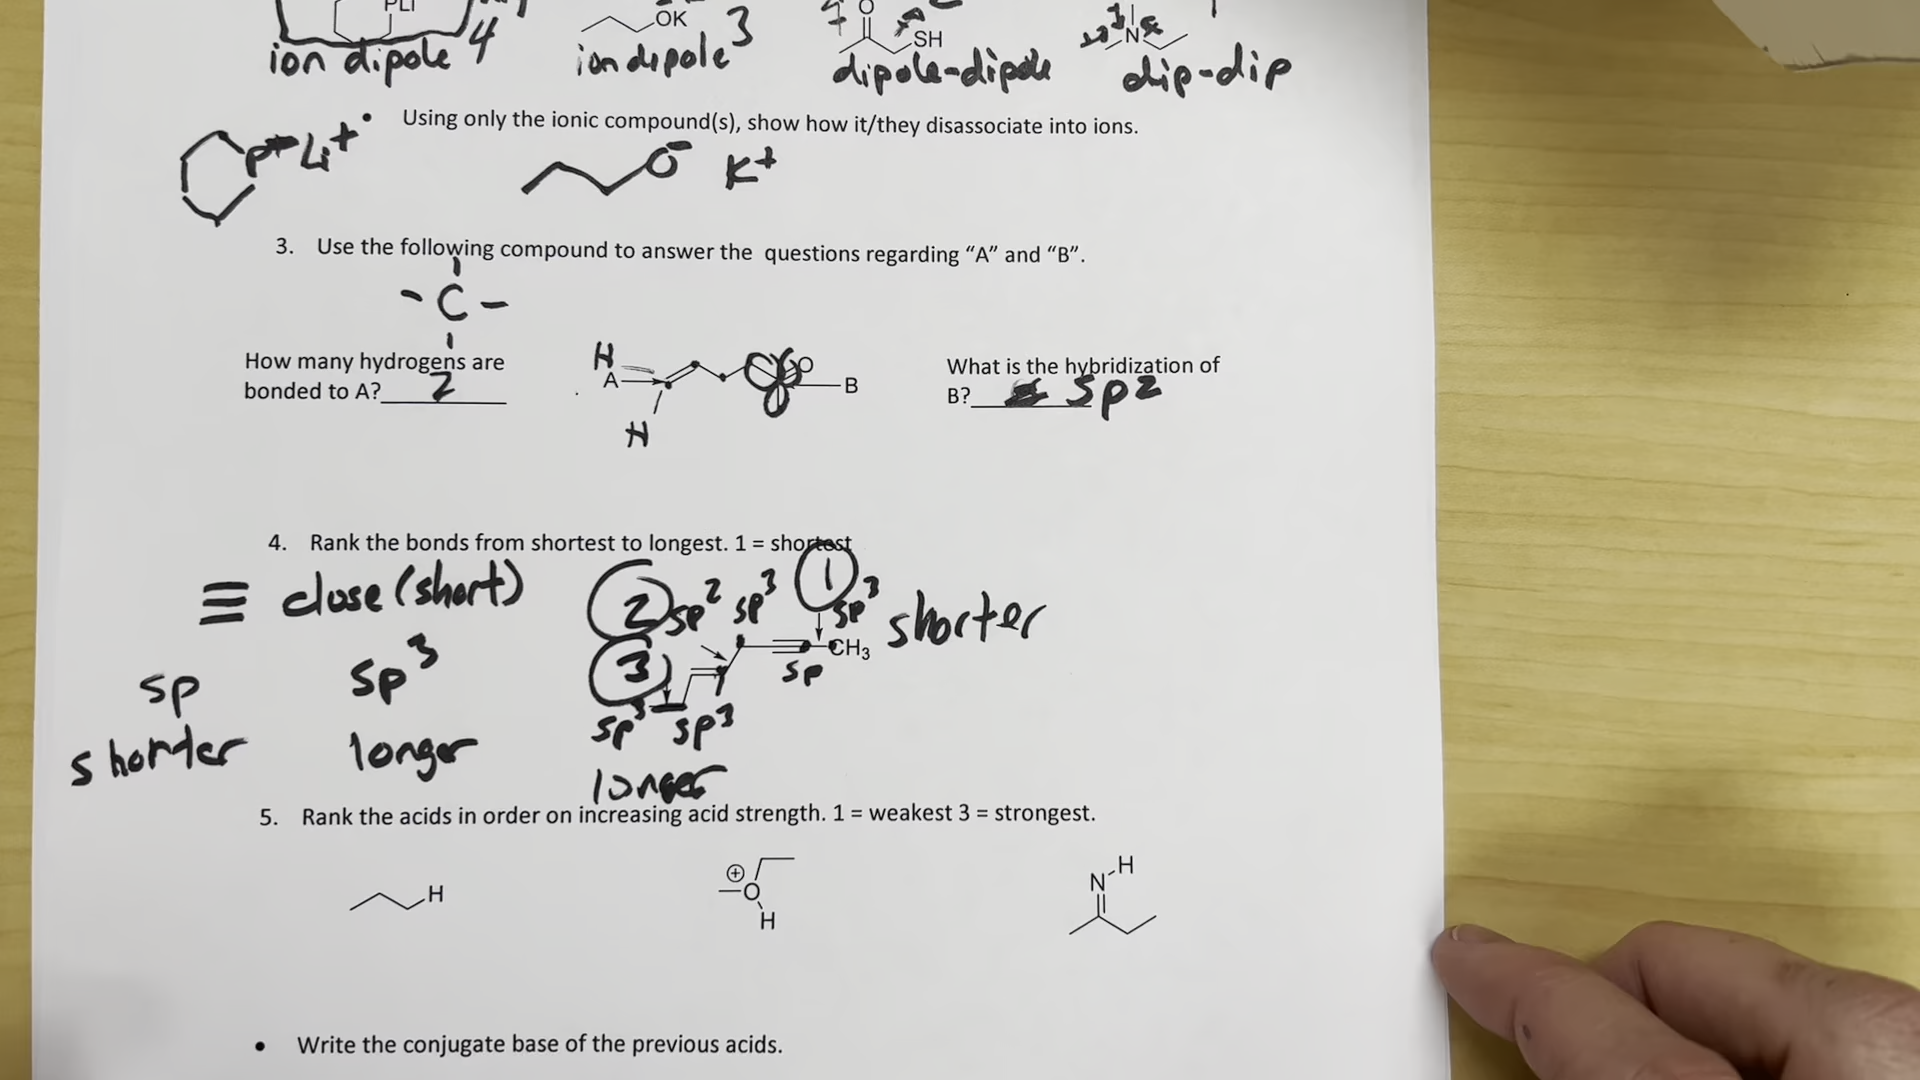 PLi
OK
O
SH
N
ion dipole 4
ion dipole 3
dipole-dipole
dip-dip
• Using only the ionic compound(s), show how it/they disassociate into ions.
P Li+
O- K+
3. Use the following compound to answer the questions regarding “A” and “B”.
- C -
How many hydrogens are
bonded to A? 2
H
A
H
O
B
What is the hybridization of
B? sp2
4. Rank the bonds from shortest to longest. 1 = shortest
≡ close (short)
2 sp2 sp3 1 sp3 shorter
CH3
3
sp
sp sp3
sp3 sp3
shorter longer
longer
5. Rank the acids in order on increasing acid strength. 1 = weakest 3 = strongest.
H
⊕
O
H
N-H
• Write the conjugate base of the previous acids.